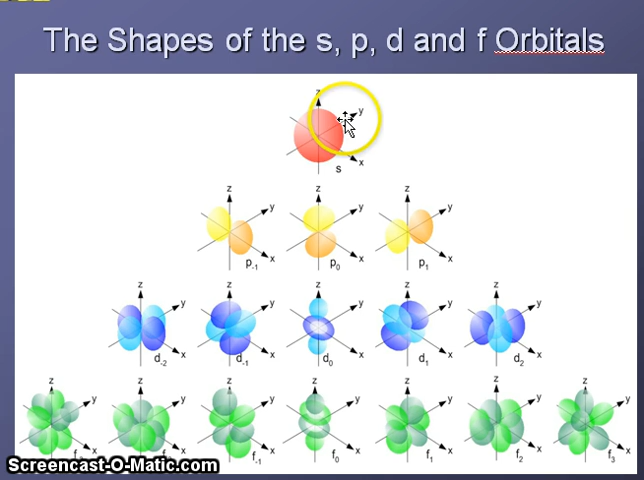 The Shapes of the s, p, d and f Orbitals
z
y
x
s
z z z
y y y
x x x
p-1 p0 p1
z z z z z
y y y y y
x x x x x
d-2 d-1 d0 d1 d2
z z z z z z z
y y y y y y y
x x x x x
f-1 f0 f1 f2 f3
Screencast-O-Matic.com